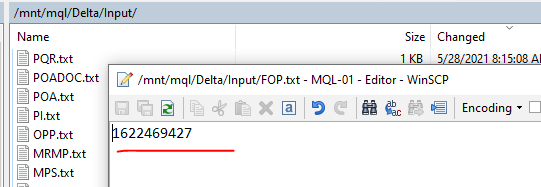 /mnt/mql/Delta/Input/
Name Size Changed
PQR.txt 1 KB 5/28/2021 8:15:08 AM
POADOC.txt
POA.txt
PI.txt
OPP.txt
MRMP.txt
MPS.txt
/mnt/mql/Delta/Input/FOP.txt - MQL-01 - Editor - WinSCP
Encoding
1622469427